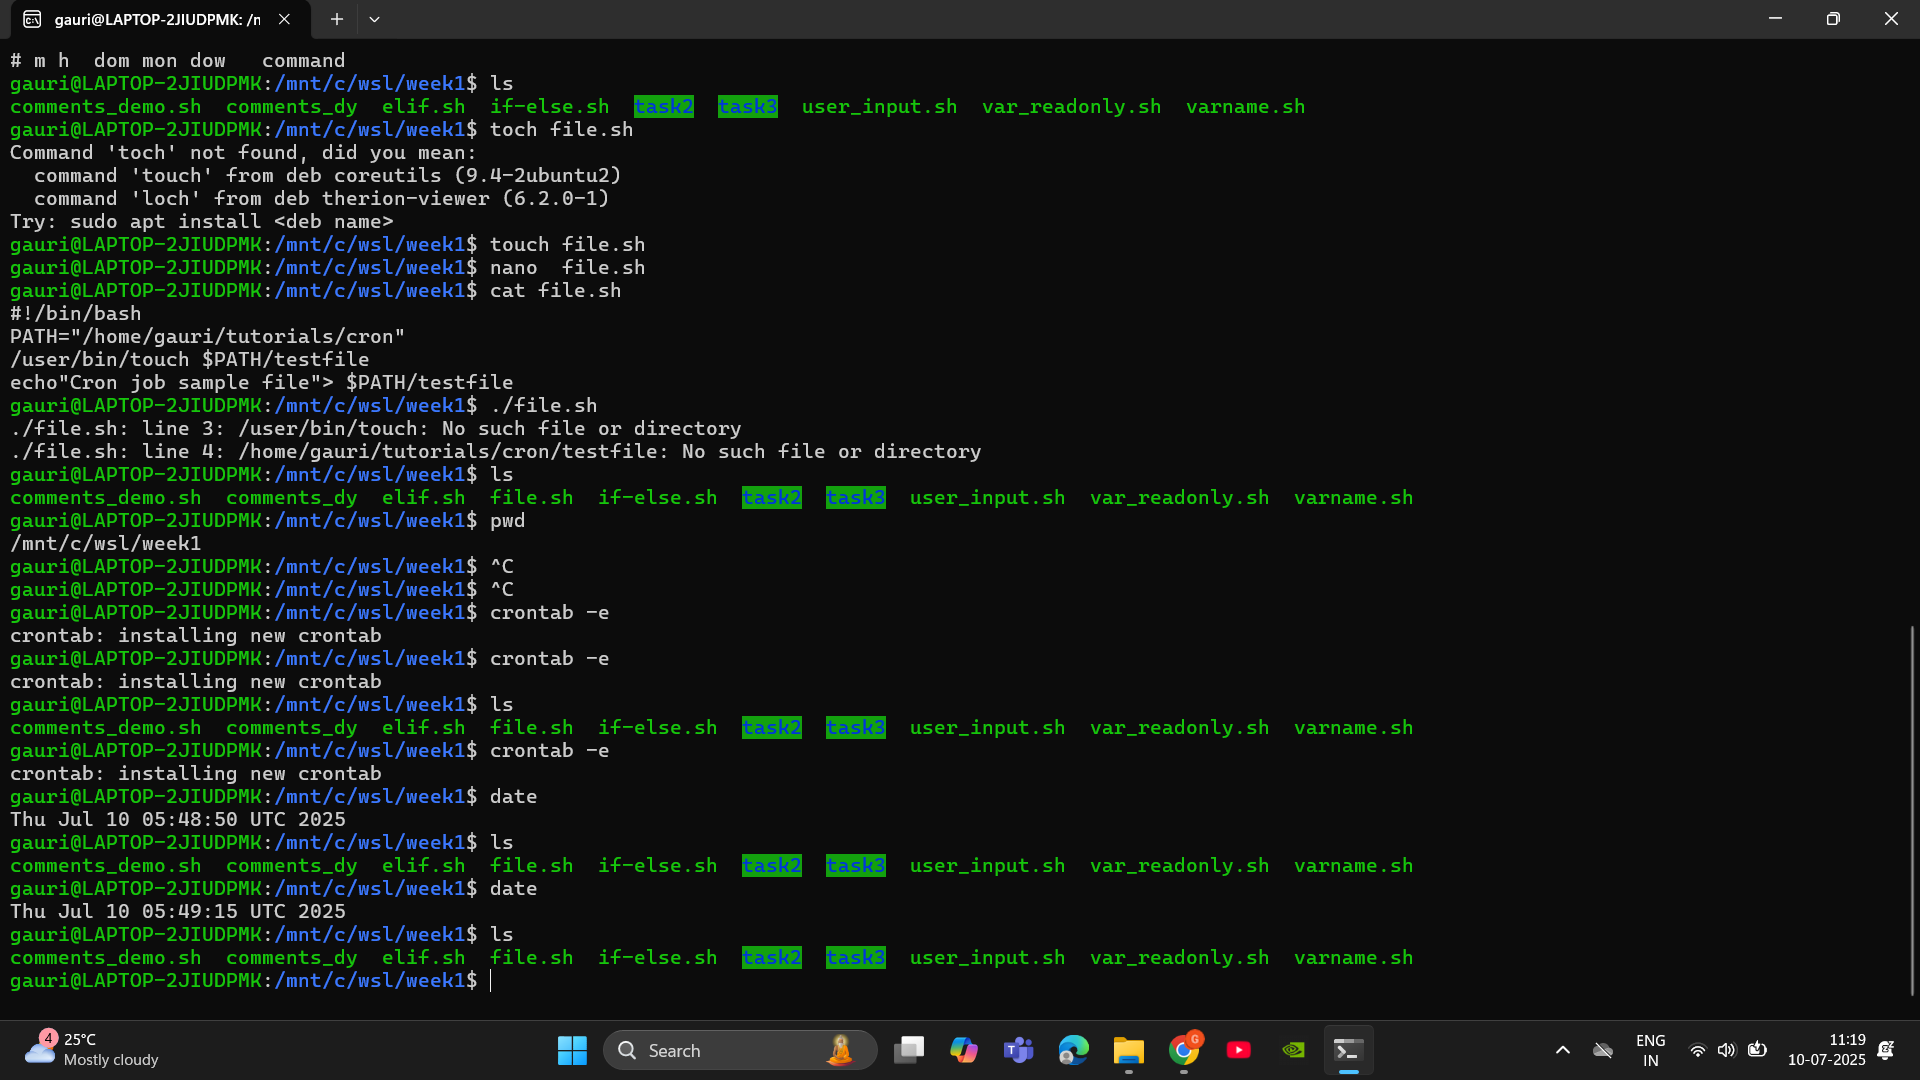 gauri@LAPTOP-2JIUDPMK: /n
# m h  dom mon dow   command
gauri@LAPTOP-2JIUDPMK:/mnt/c/wsl/week1$ ls
comments_demo.sh  comments_dy  elif.sh  if-else.sh  task2  task3  user_input.sh  var_readonly.sh  varname.sh
gauri@LAPTOP-2JIUDPMK:/mnt/c/wsl/week1$ toch file.sh
Command 'toch' not found, did you mean:
  command 'touch' from deb coreutils (9.4-2ubuntu2)
  command 'loch' from deb therion-viewer (6.2.0-1)
Try: sudo apt install <deb name>
gauri@LAPTOP-2JIUDPMK:/mnt/c/wsl/week1$ touch file.sh
gauri@LAPTOP-2JIUDPMK:/mnt/c/wsl/week1$ nano  file.sh
gauri@LAPTOP-2JIUDPMK:/mnt/c/wsl/week1$ cat file.sh
#!/bin/bash
PATH="/home/gauri/tutorials/cron"
/user/bin/touch $PATH/testfile
echo"Cron job sample file"> $PATH/testfile
gauri@LAPTOP-2JIUDPMK:/mnt/c/wsl/week1$ ./file.sh
./file.sh: line 3: /user/bin/touch: No such file or directory
./file.sh: line 4: /home/gauri/tutorials/cron/testfile: No such file or directory
gauri@LAPTOP-2JIUDPMK:/mnt/c/wsl/week1$ ls
comments_demo.sh  comments_dy  elif.sh  file.sh  if-else.sh  task2  task3  user_input.sh  var_readonly.sh  varname.sh
gauri@LAPTOP-2JIUDPMK:/mnt/c/wsl/week1$ pwd
/mnt/c/wsl/week1
gauri@LAPTOP-2JIUDPMK:/mnt/c/wsl/week1$ ^C
gauri@LAPTOP-2JIUDPMK:/mnt/c/wsl/week1$ ^C
gauri@LAPTOP-2JIUDPMK:/mnt/c/wsl/week1$ crontab -e
crontab: installing new crontab
gauri@LAPTOP-2JIUDPMK:/mnt/c/wsl/week1$ crontab -e
crontab: installing new crontab
gauri@LAPTOP-2JIUDPMK:/mnt/c/wsl/week1$ ls
comments_demo.sh  comments_dy  elif.sh  file.sh  if-else.sh  task2  task3  user_input.sh  var_readonly.sh  varname.sh
gauri@LAPTOP-2JIUDPMK:/mnt/c/wsl/week1$ crontab -e
crontab: installing new crontab
gauri@LAPTOP-2JIUDPMK:/mnt/c/wsl/week1$ date
Thu Jul 10 05:48:50 UTC 2025
gauri@LAPTOP-2JIUDPMK:/mnt/c/wsl/week1$ ls
comments_demo.sh  comments_dy  elif.sh  file.sh  if-else.sh  task2  task3  user_input.sh  var_readonly.sh  varname.sh
gauri@LAPTOP-2JIUDPMK:/mnt/c/wsl/week1$ date
Thu Jul 10 05:49:15 UTC 2025
gauri@LAPTOP-2JIUDPMK:/mnt/c/wsl/week1$ ls
comments_demo.sh  comments_dy  elif.sh  file.sh  if-else.sh  task2  task3  user_input.sh  var_readonly.sh  varname.sh
gauri@LAPTOP-2JIUDPMK:/mnt/c/wsl/week1$
4
25°C
Mostly cloudy
Search
G
ENG
IN
11:19
10-07-2025